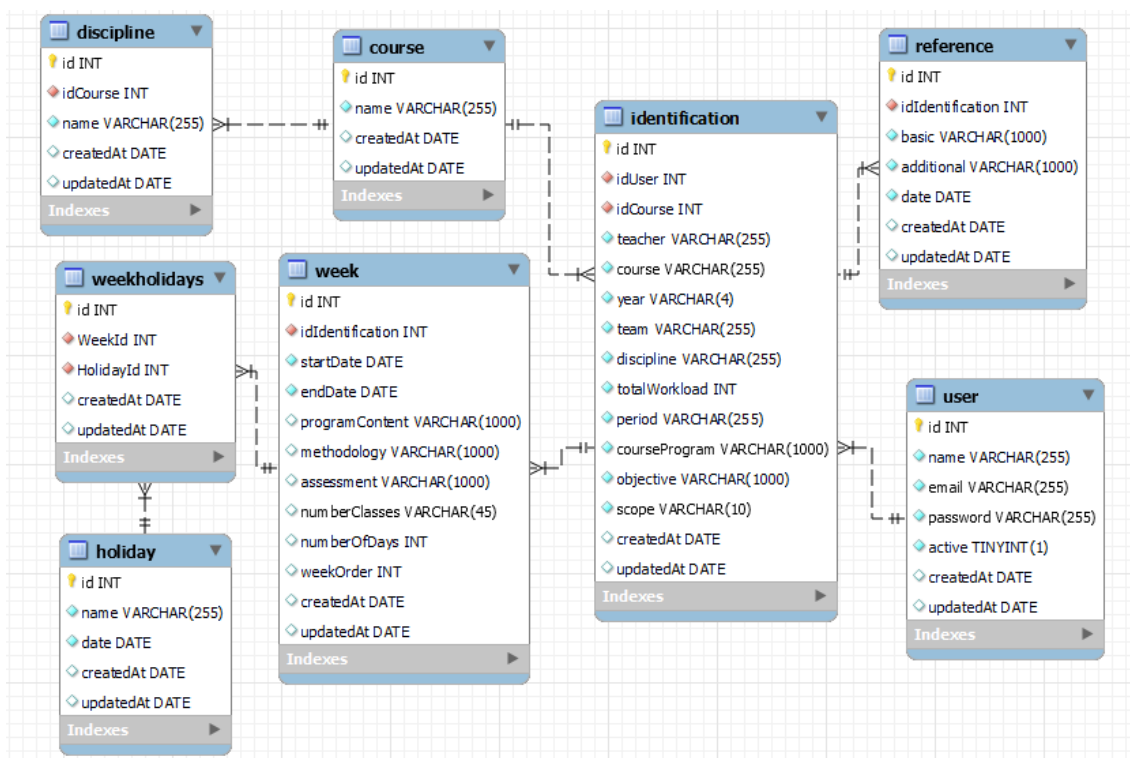 discipline
id INT
idCourse INT
name VARCHAR(255)
createdAt DATE
updatedAt DATE
Indexes
course
id INT
name VARCHAR(255)
createdAt DATE
updatedAt DATE
Indexes
identification
id INT
idUser INT
idCourse INT
teacher VARCHAR(255)
course VARCHAR(255)
year VARCHAR(4)
team VARCHAR(255)
discipline VARCHAR(255)
totalWorkload INT
period VARCHAR(255)
courseProgram VARCHAR(1000)
objective VARCHAR(1000)
scope VARCHAR(10)
createdAt DATE
updatedAt DATE
Indexes
reference
id INT
idIdentification INT
basic VARCHAR(1000)
additional VARCHAR(1000)
date DATE
createdAt DATE
updatedAt DATE
Indexes
weekholidays
id INT
WeekId INT
HolidayId INT
createdAt DATE
updatedAt DATE
Indexes
week
id INT
idIdentification INT
startDate DATE
endDate DATE
programContent VARCHAR(1000)
methodology VARCHAR(1000)
assessment VARCHAR(1000)
numberClasses VARCHAR(45)
numberOfDays INT
weekOrder INT
createdAt DATE
updatedAt DATE
Indexes
user
id INT
name VARCHAR(255)
email VARCHAR(255)
password VARCHAR(255)
active TINYINT(1)
createdAt DATE
updatedAt DATE
Indexes
holiday
id INT
name VARCHAR(255)
date DATE
createdAt DATE
updatedAt DATE
Indexes